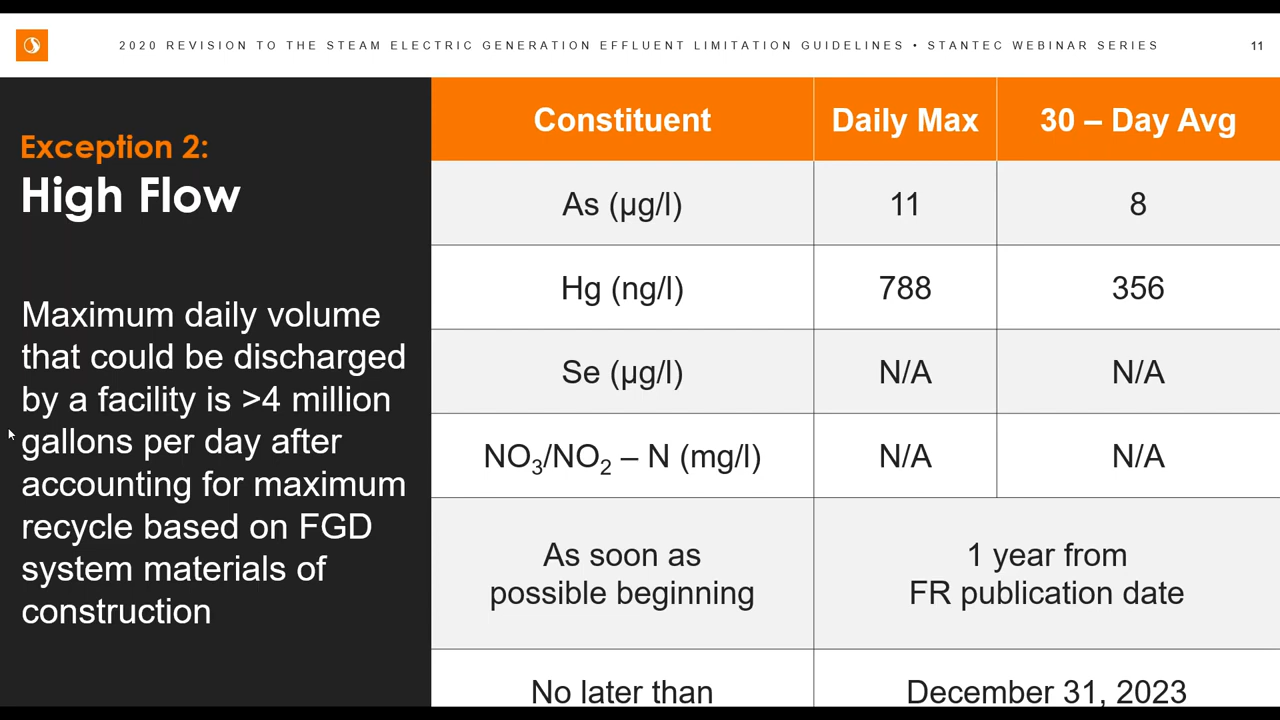 2020 REVISION TO THE STEAM ELECTRIC GENERATION EFFLUENT LIMITATION GUIDELINES • STANTEC WEBINAR SERIES 11
Exception 2:
High Flow
Maximum daily volume
that could be discharged
by a facility is >4 million
gallons per day after
accounting for maximum
recycle based on FGD
system materials of
construction
Constituent Daily Max 30 – Day Avg
As (µg/l) 11 8
Hg (ng/l) 788 356
Se (µg/l) N/A N/A
NO₃/NO₂ – N (mg/l) N/A N/A
As soon as
possible beginning
1 year from
FR publication date
No later than December 31, 2023